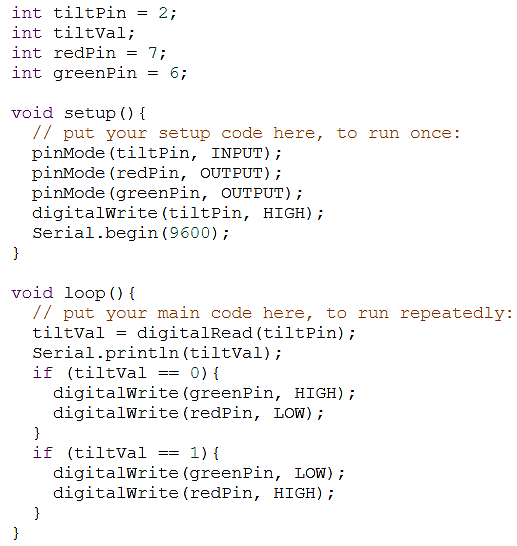 int tiltPin = 2;
int tiltVal;
int redPin = 7;
int greenPin = 6;

void setup(){
  // put your setup code here, to run once:
  pinMode(tiltPin, INPUT);
  pinMode(redPin, OUTPUT);
  pinMode(greenPin, OUTPUT);
  digitalWrite(tiltPin, HIGH);
  Serial.begin(9600);
}

void loop(){
  // put your main code here, to run repeatedly:
  tiltVal = digitalRead(tiltPin);
  Serial.println(tiltVal);
  if (tiltVal == 0){
    digitalWrite(greenPin, HIGH);
    digitalWrite(redPin, LOW);
  }
  if (tiltVal == 1){
    digitalWrite(greenPin, LOW);
    digitalWrite(redPin, HIGH);
  }
}